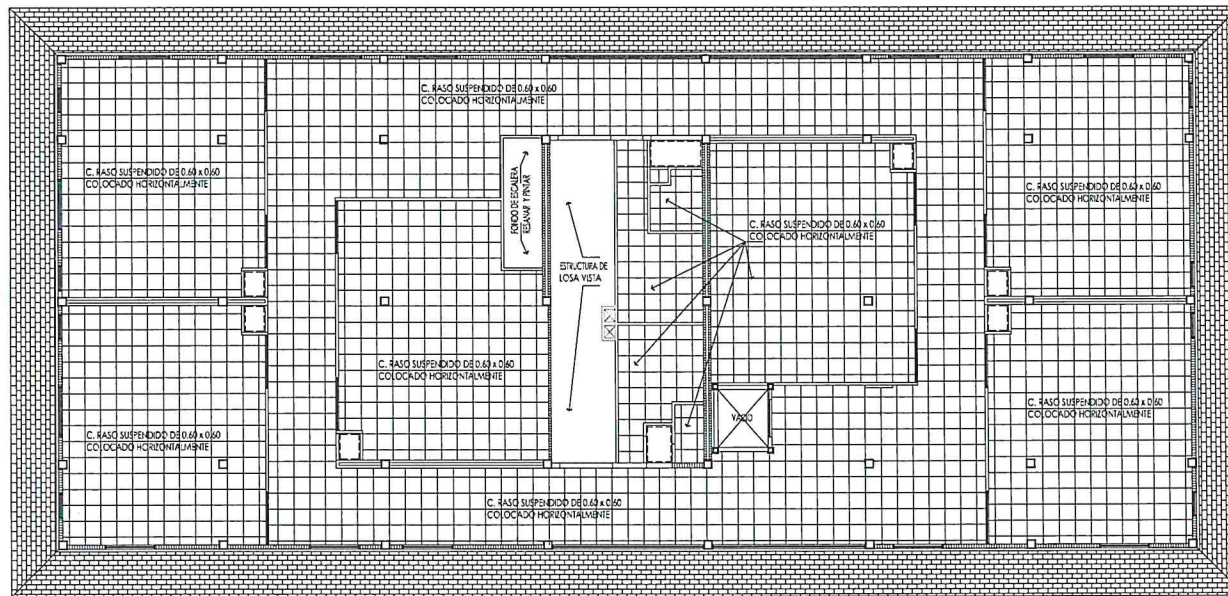 C. RASO SUSPENDIDO DE 0.60 x 0.60
COLOCADO HORIZONTALMENTE
C. RASO SUSPENDIDO DE 0.60 x 0.60
COLOCADO HORIZONTALMENTE
FONDO DE ESCALERA
RESANAR Y PINTAR
C. RASO SUSPENDIDO DE 0.60 x 0.60
COLOCADO HORIZONTALMENTE
C. RASO SUSPENDIDO DE 0.60 x 0.60
COLOCADO HORIZONTALMENTE
ESTRUCTURA DE
LOSA VISTA
C. RASO SUSPENDIDO DE 0.60 x 0.60
COLOCADO HORIZONTALMENTE
C. RASO SUSPENDIDO DE 0.60 x 0.60
COLOCADO HORIZONTALMENTE
VACIO
C. RASO SUSPENDIDO DE 0.60 x 0.60
COLOCADO HORIZONTALMENTE
C. RASO SUSPENDIDO DE 0.60 x 0.60
COLOCADO HORIZONTALMENTE